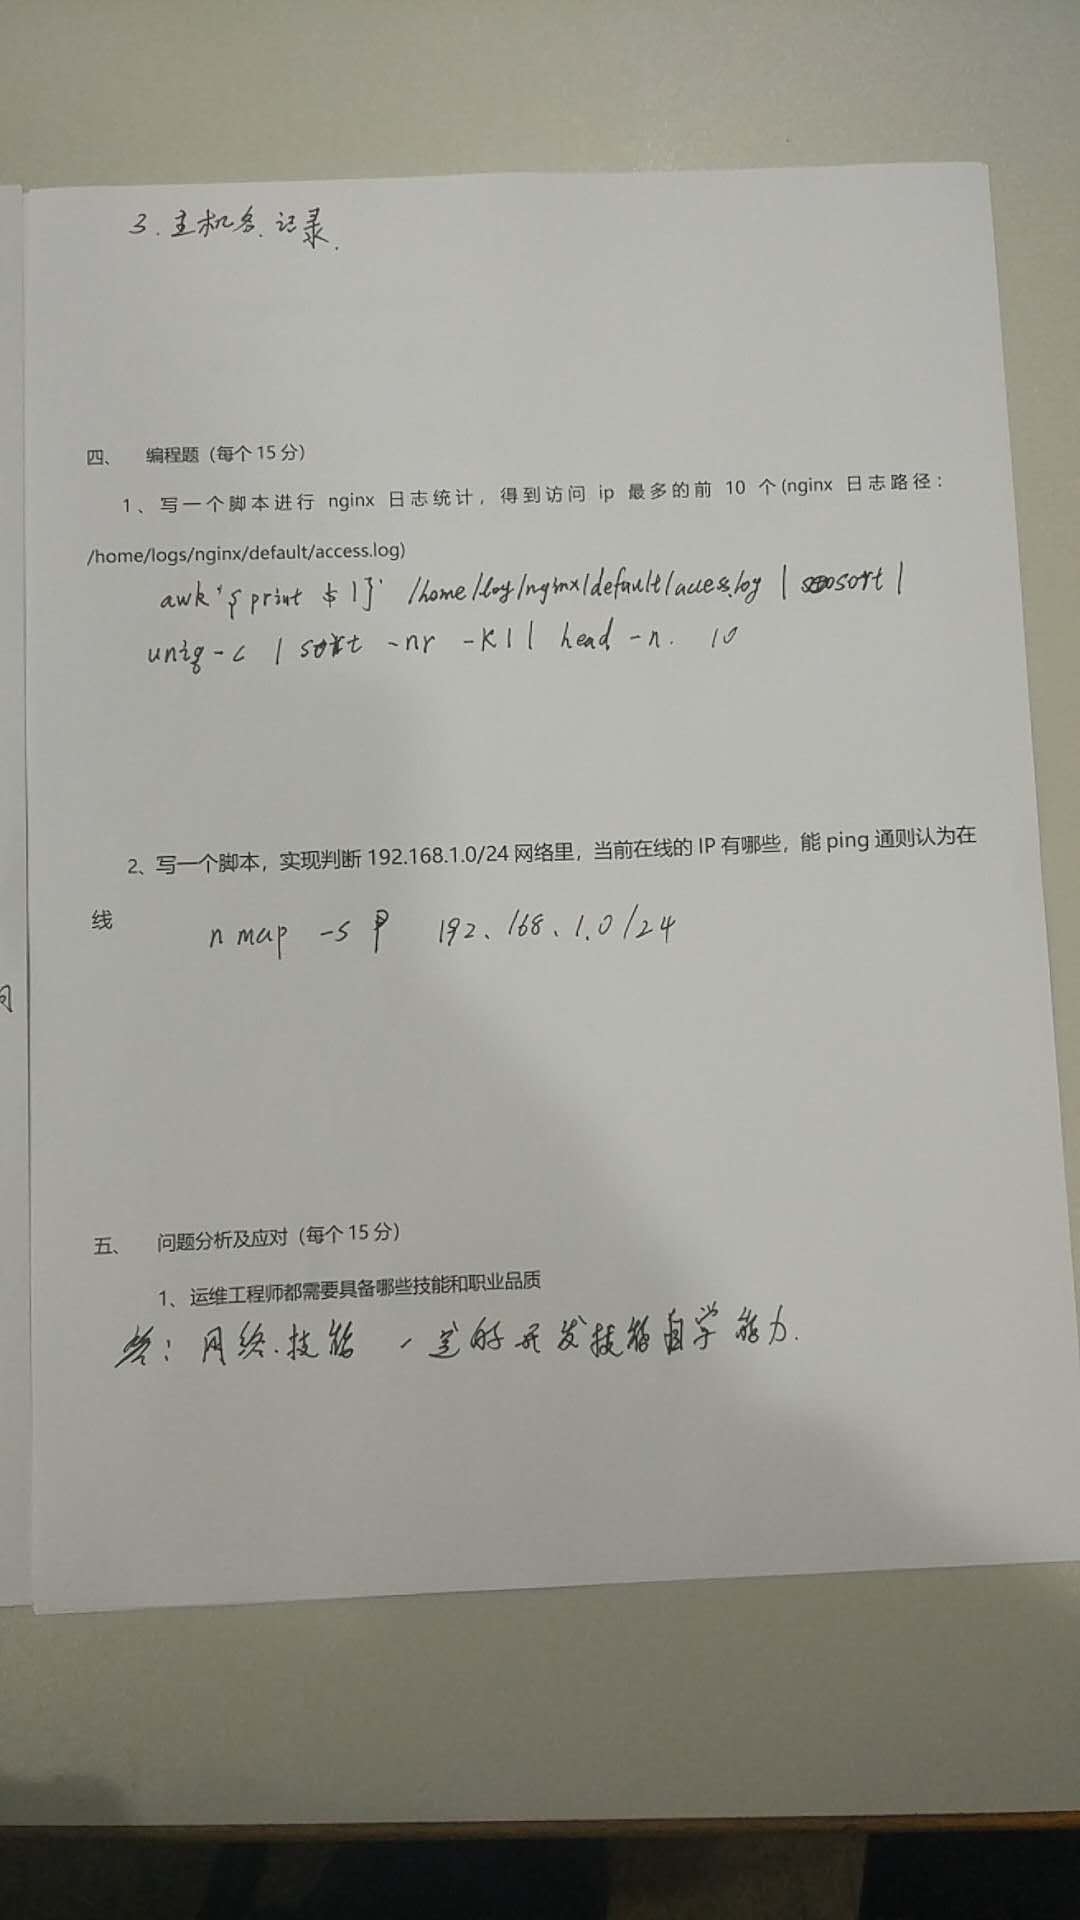 3.主机名.记录.
四、 编程题（每个15分）
1、写一个脚本进行 nginx 日志统计，得到访问 ip 最多的前 10 个(nginx 日志路径：
/home/logs/nginx/default/access.log)
awk '{print $1}' /home/log/nginx/default/acces.log | sort |
uniq -c | sort -nr -k1 | head -n. 10
2、写一个脚本，实现判断 192.168.1.0/24 网络里，当前在线的 IP 有哪些，能 ping 通则认为在
线
nmap -sP 192、168、1.0/24
五、 问题分析及应对（每个15分）
1、运维工程师都需要具备哪些技能和职业品质
答：网络.技能 一定的开发技能自学能力.